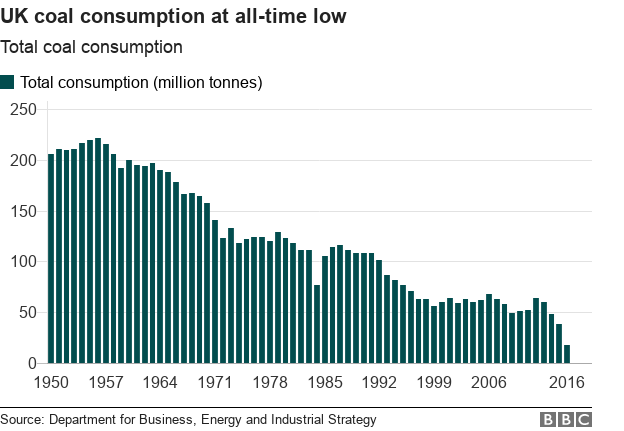 UK coal consumption at all-time low
Total coal consumption
Total consumption (million tonnes)
250
200
150
100
50
0
1950 1957 1964 1971 1978 1985 1992 1999 2006 2016
Source: Department for Business, Energy and Industrial Strategy
BBC